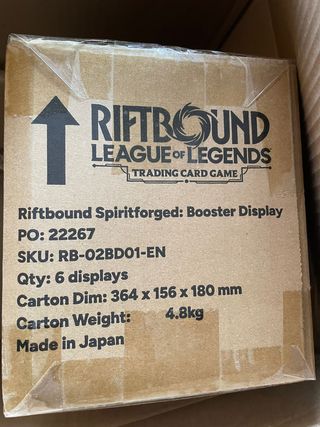 RIFTBOUND
LEAGUE OF LEGENDS
TRADING CARD GAME
Riftbound Spiritforged: Booster Display
PO: 22267
SKU: RB-02BD01-EN
Qty: 6 displays
Carton Dim: 364 x 156 x 180 mm
Carton Weight: 4.8kg
Made in Japan